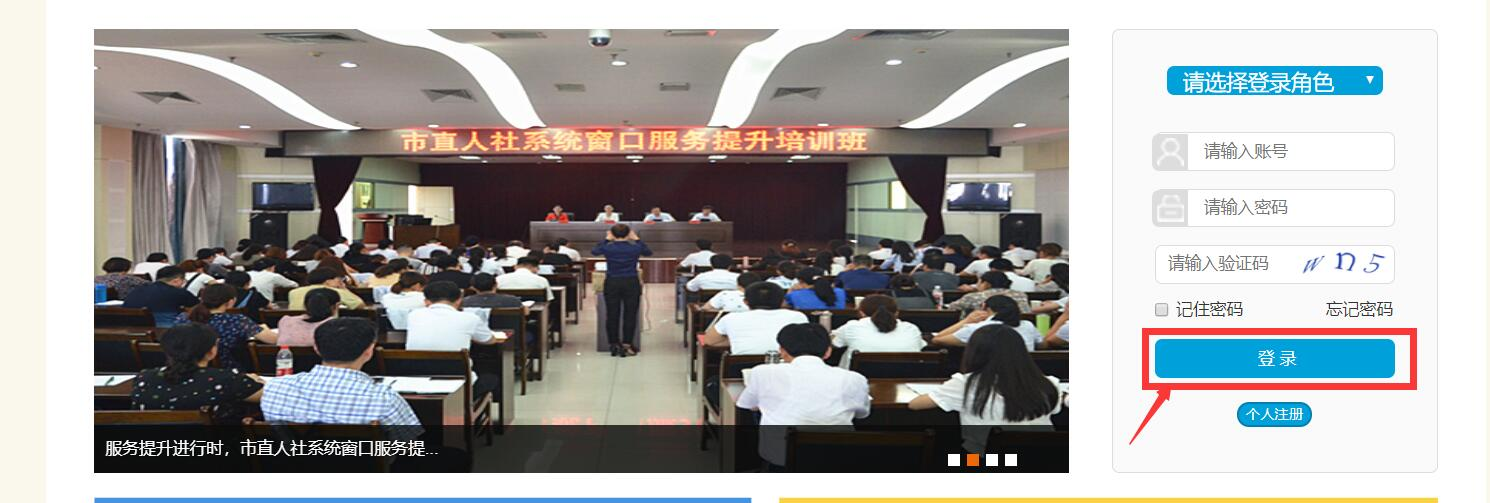 市直人社系统窗口服务提升培训班
服务提升进行时，市直人社系统窗口服务提...
请选择登录角色
请输入账号
请输入密码
请输入验证码 w n 5
记住密码 忘记密码
登 录
个人注册